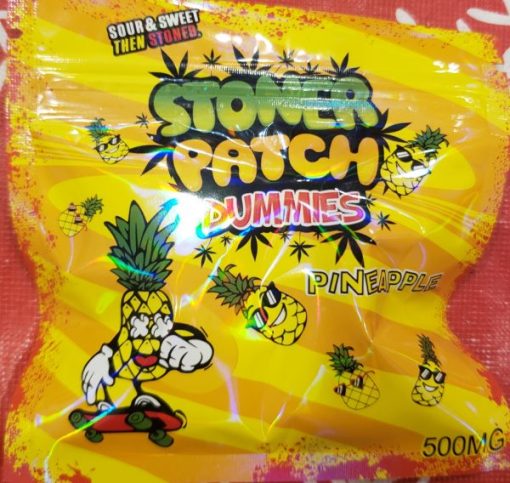 SOUR & SWEET
THEN STONED.
STONER
PATCH
DUMMIES
PINEAPPLE
500MG